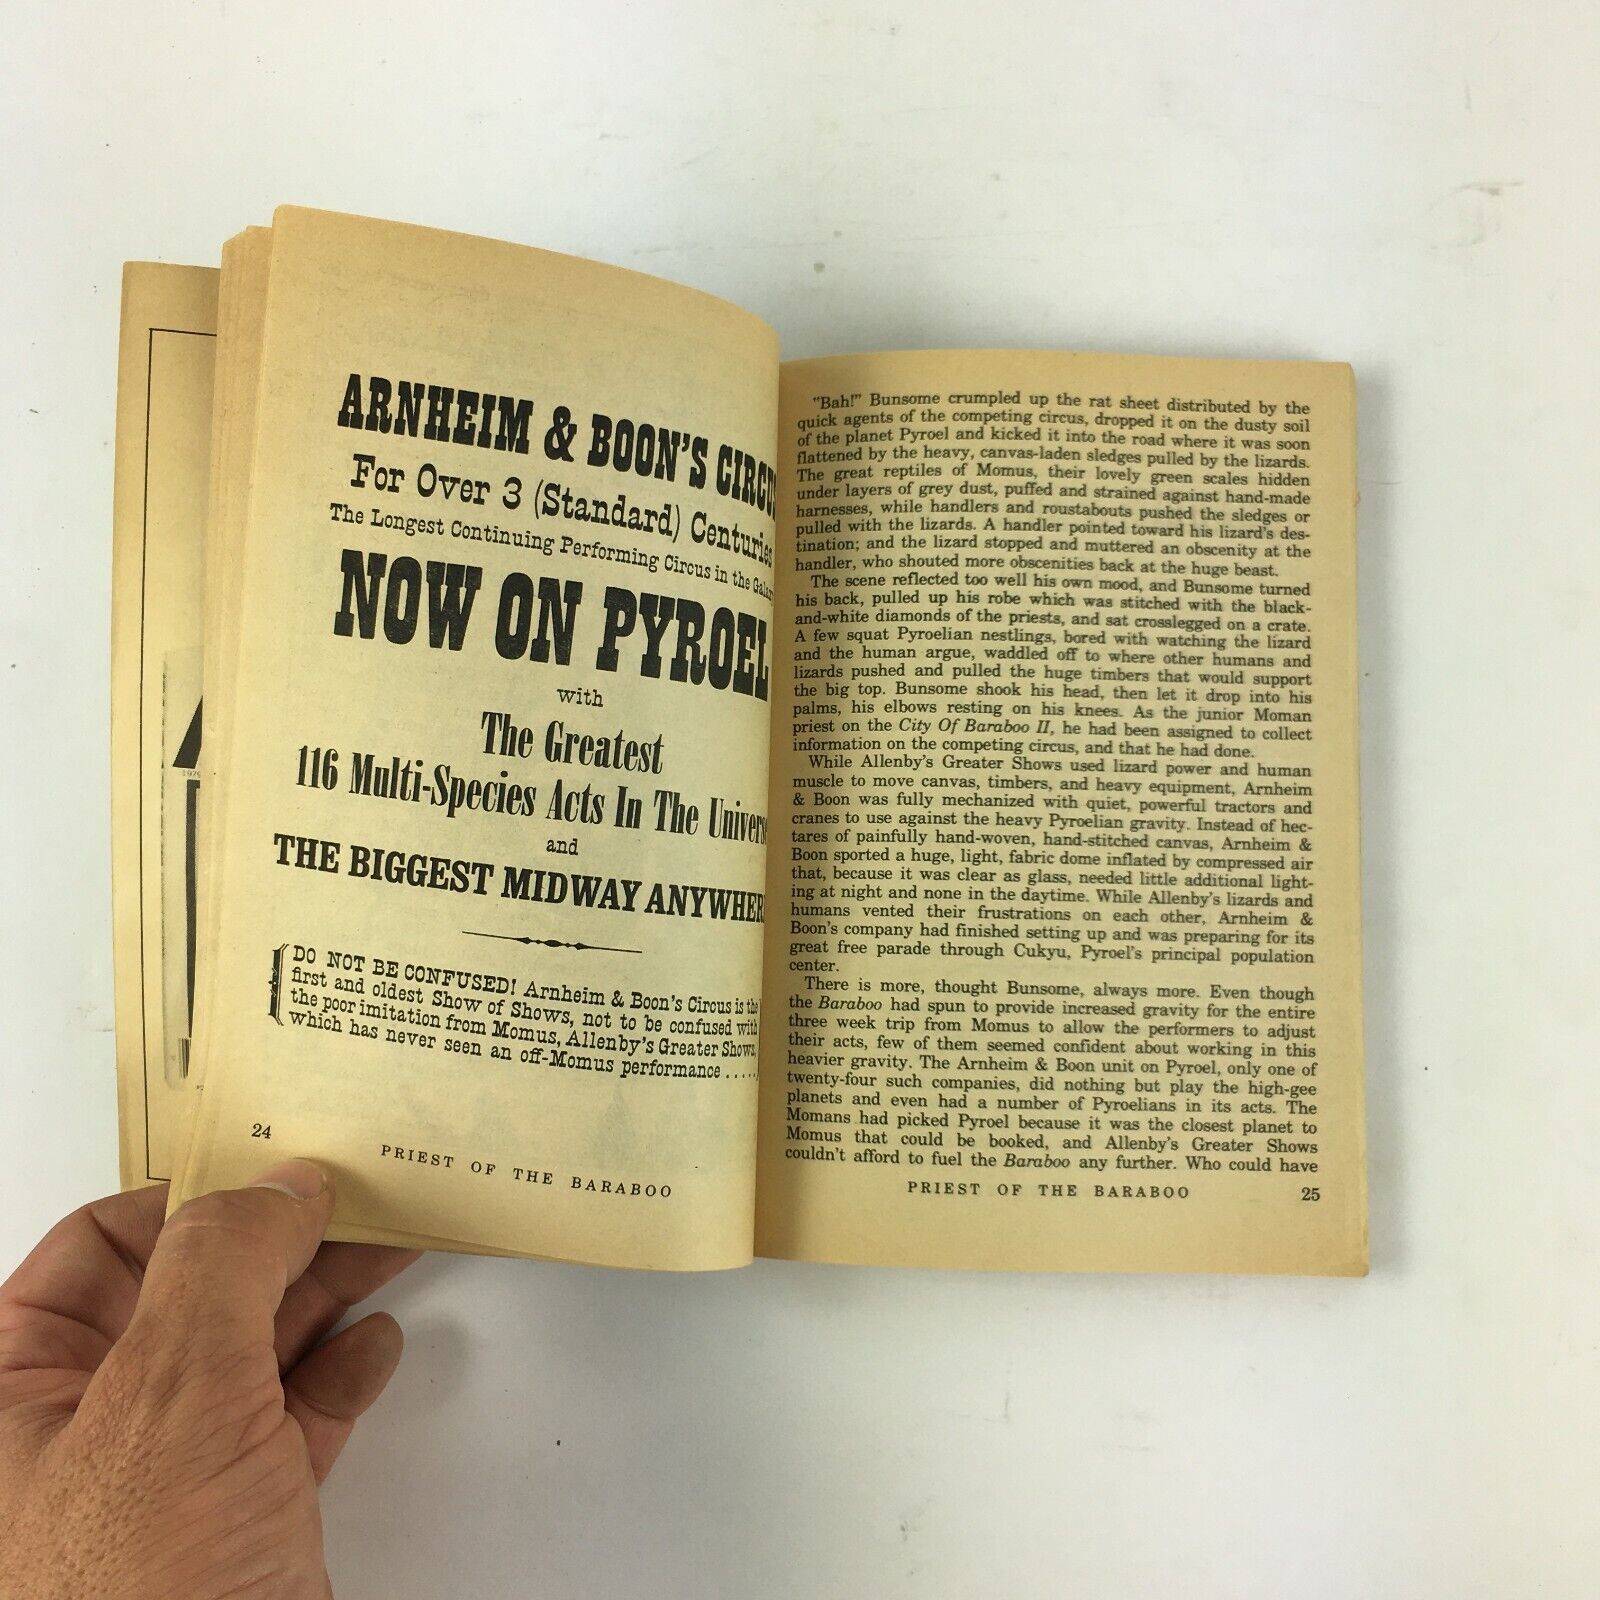 ARNHEIM & BOON'S CIRCUS
For Over 3 (Standard) Centuries
The Longest Continuing Performing Circus in the Galaxy
NOW ON PYROEL
with
The Greatest
116 Multi-Species Acts In The Universe
and
THE BIGGEST MIDWAY ANYWHERE
DO NOT BE CONFUSED! Arnheim & Boon's Circus is the
first and oldest Show of Shows, not to be confused with
the poor imitation from Momus, Allenby's Greater Shows,
which has never seen an off-Momus performance .....
24
PRIEST OF THE BARABOO
"Bah!" Bunsome crumpled up the rat sheet distributed by the
quick agents of the competing circus, dropped it on the dusty soil
of the planet Pyroel and kicked it into the road where it was soon
flattened by the heavy, canvas-laden sledges pulled by the lizards.
The great reptiles of Momus, their lovely green scales hidden
under layers of grey dust, puffed and strained against hand-made
harnesses, while handlers and roustabouts pushed the sledges or
pulled with the lizards. A handler pointed toward his lizard's des-
tination; and the lizard stopped and muttered an obscenity at the
handler, who shouted more obscenities back at the huge beast.
The scene reflected too well his own mood, and Bunsome turned
his back, pulled up his robe which was stitched with the black-
and-white diamonds of the priests, and sat crosslegged on a crate.
A few squat Pyroelian nestlings, bored with watching the lizard
and the human argue, waddled off to where other humans and
lizards pushed and pulled the huge timbers that would support
the big top. Bunsome shook his head, then let it drop into his
palms, his elbows resting on his knees. As the junior Moman
priest on the City Of Baraboo II, he had been assigned to collect
information on the competing circus, and that he had done.
While Allenby's Greater Shows used lizard power and human
muscle to move canvas, timbers, and heavy equipment, Arnheim
& Boon was fully mechanized with quiet, powerful tractors and
cranes to use against the heavy Pyroelian gravity. Instead of hec-
tares of painfully hand-woven, hand-stitched canvas, Arnheim &
Boon sported a huge, light, fabric dome inflated by compressed air
that, because it was clear as glass, needed little additional light-
ing at night and none in the daytime. While Allenby's lizards and
humans vented their frustrations on each other, Arnheim &
Boon's company had finished setting up and was preparing for its
great free parade through Cukyu, Pyroel's principal population
center.
There is more, thought Bunsome, always more. Even though
the Baraboo had spun to provide increased gravity for the entire
three week trip from Momus to allow the performers to adjust
their acts, few of them seemed confident about working in this
heavier gravity. The Arnheim & Boon unit on Pyroel, only one of
twenty-four such companies, did nothing but play the high-gee
planets and even had a number of Pyroelians in its acts. The
Momans had picked Pyroel because it was the closest planet to
Momus that could be booked, and Allenby's Greater Shows
couldn't afford to fuel the Baraboo any further. Who could have
PRIEST OF THE BARABOO
25